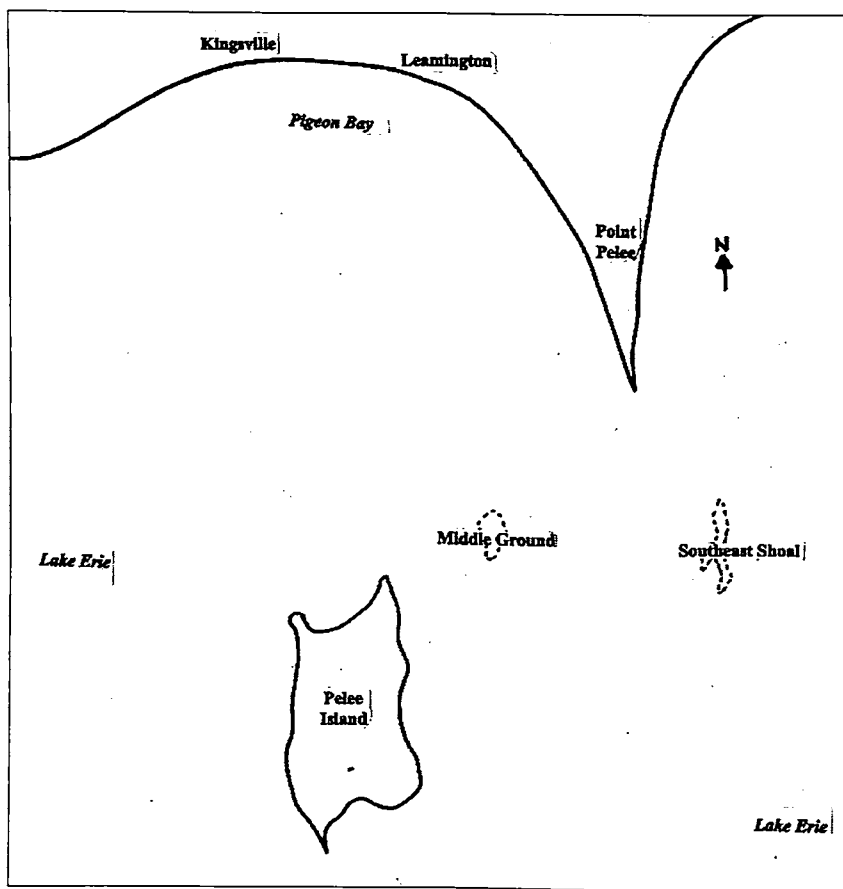 Kingsville
Leamington
Pigeon Bay
Point
Pelee
N
Middle Ground
Southeast Shoal
Lake Erie
Pelee
Island
Lake Erie